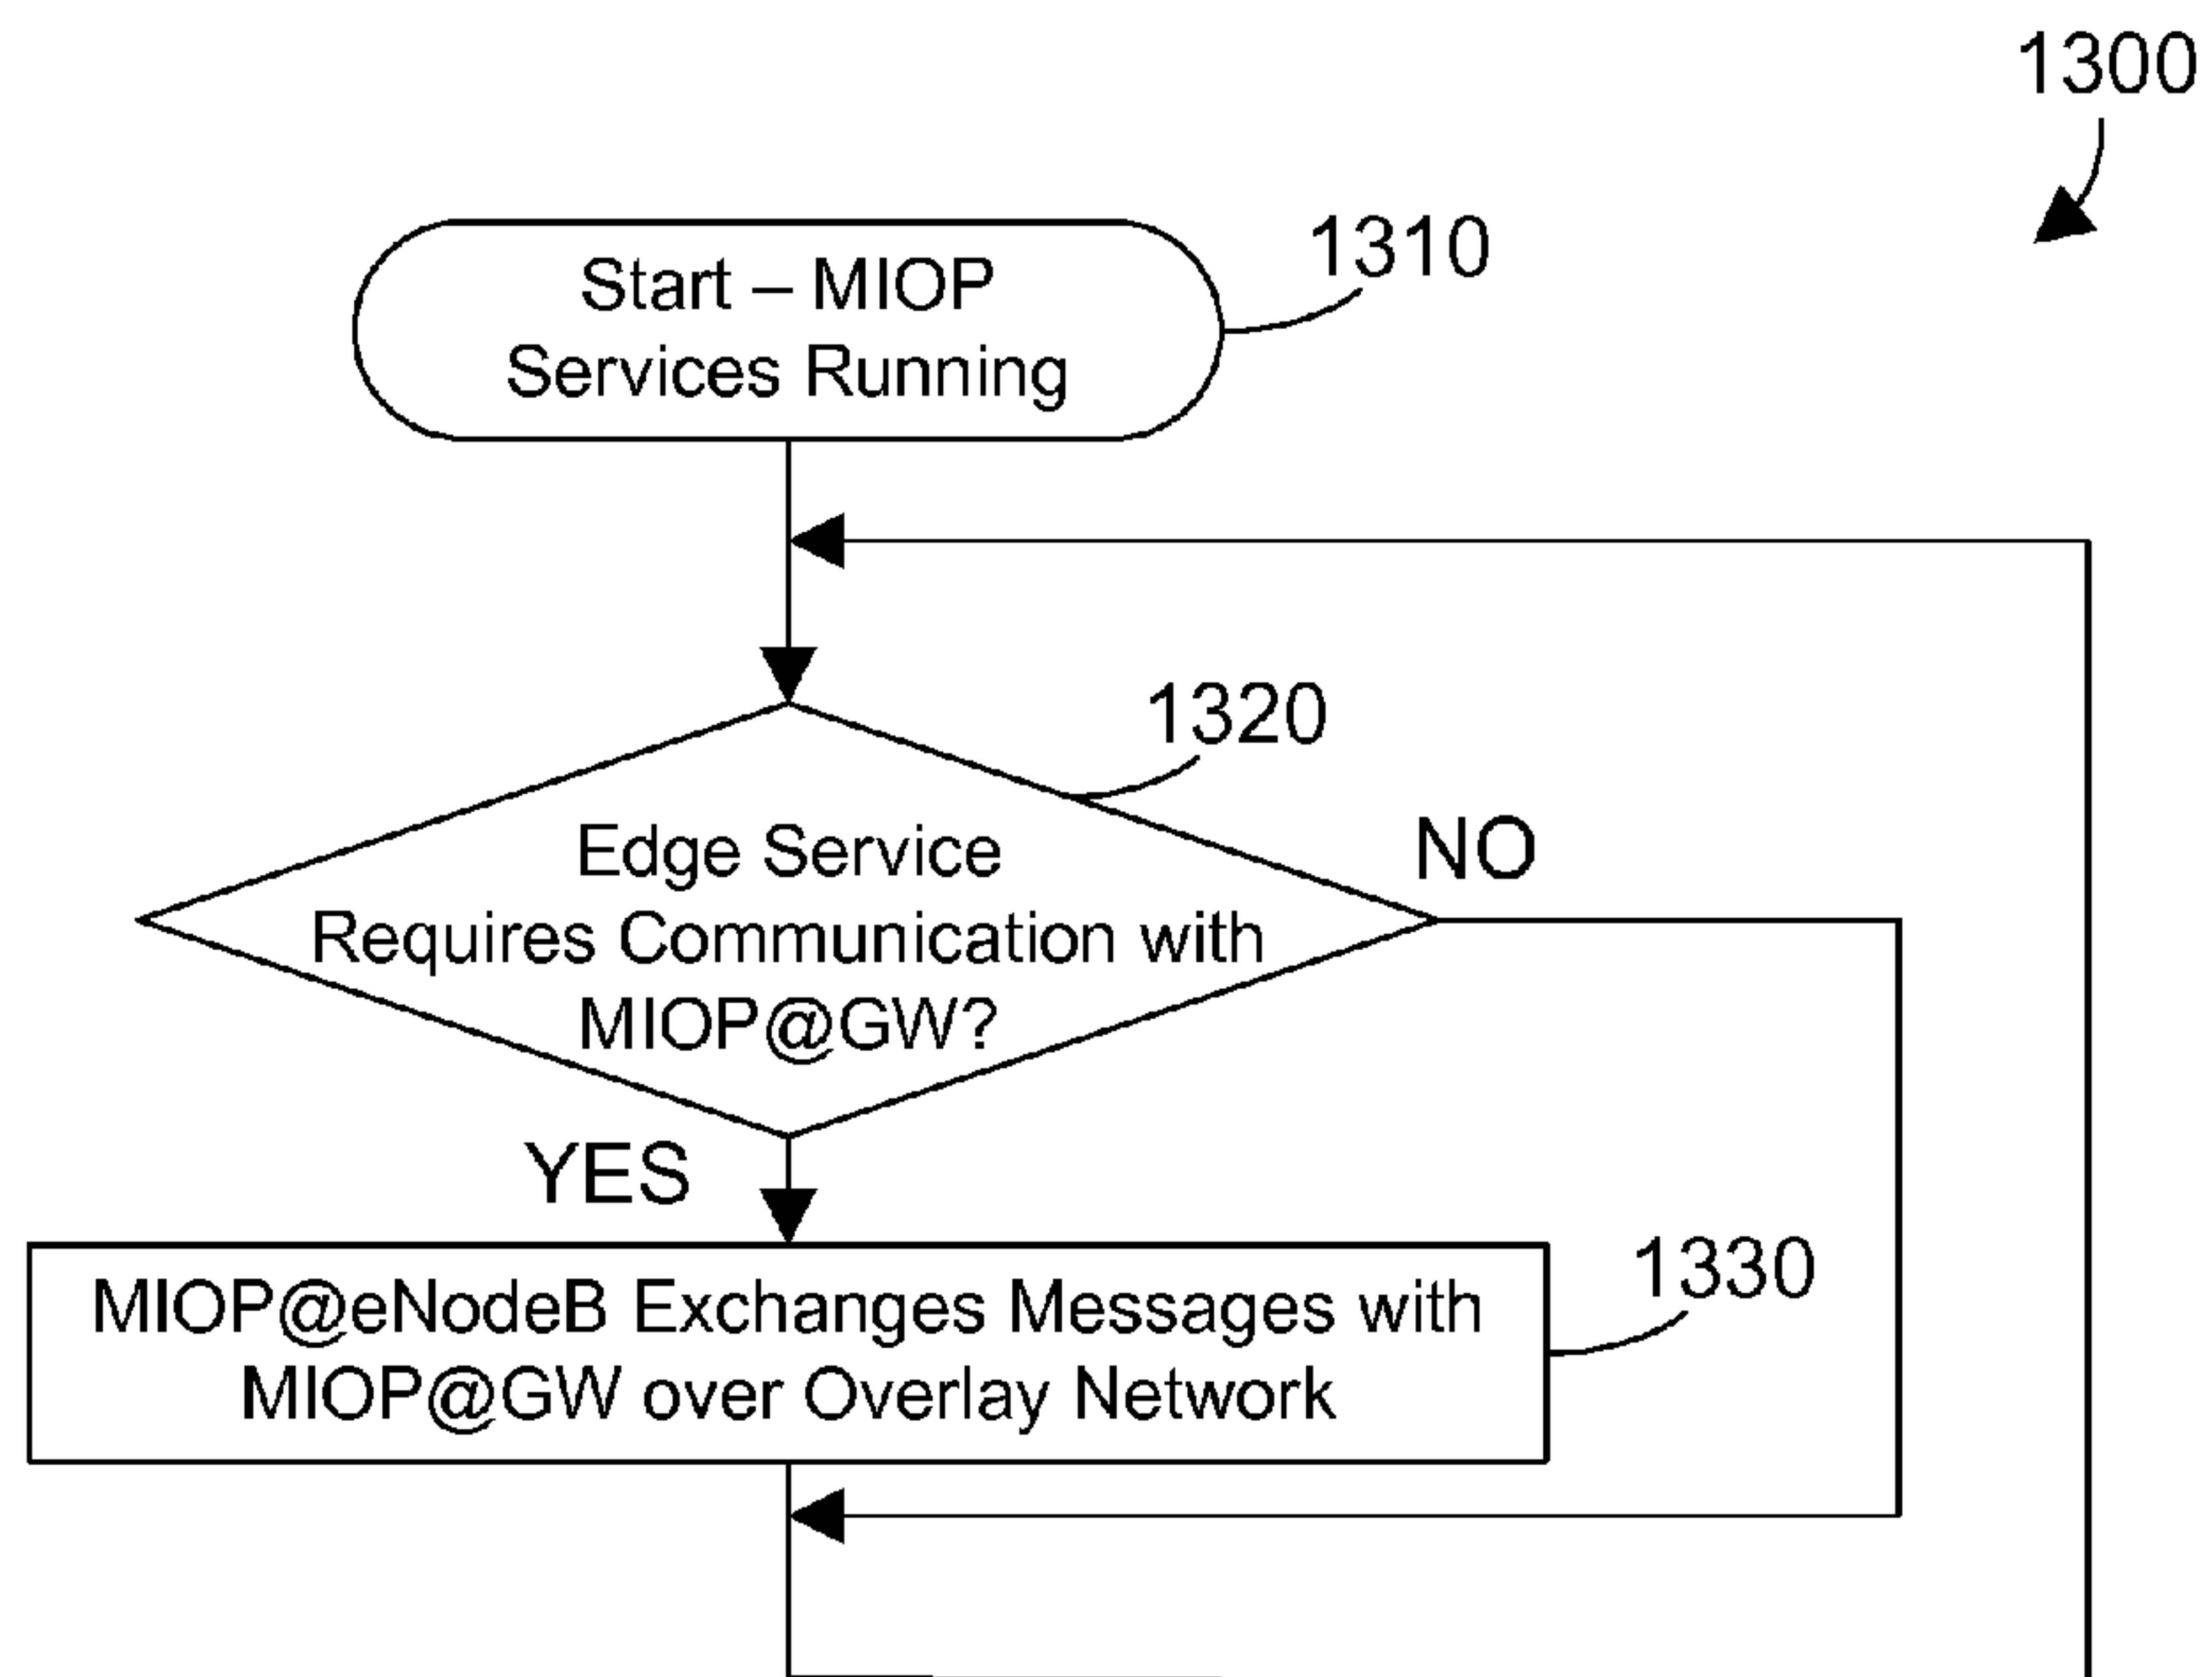 1300
Start – MIOP
Services Running
1310
1320
Edge Service
Requires Communication with
MIOP@GW?
NO
YES
MIOP@eNodeB Exchanges Messages with
MIOP@GW over Overlay Network
1330